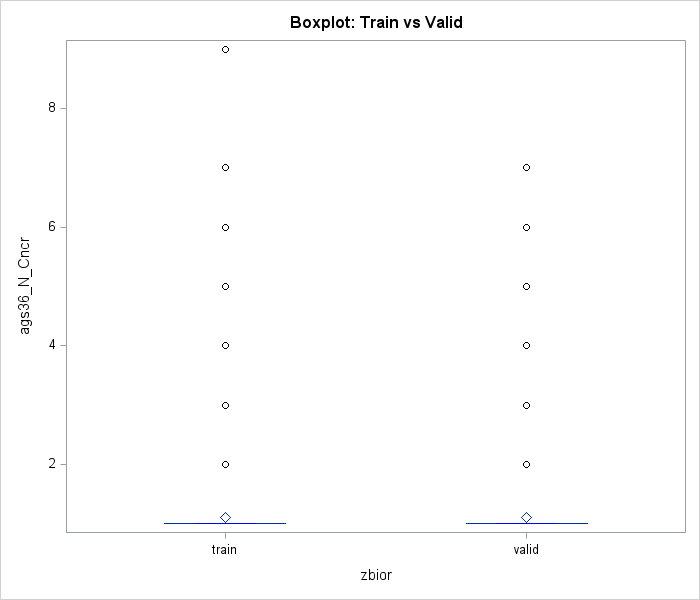 Boxplot: Train vs Valid
ags36_N_Cncr
8
6
4
2
train
valid
zbior